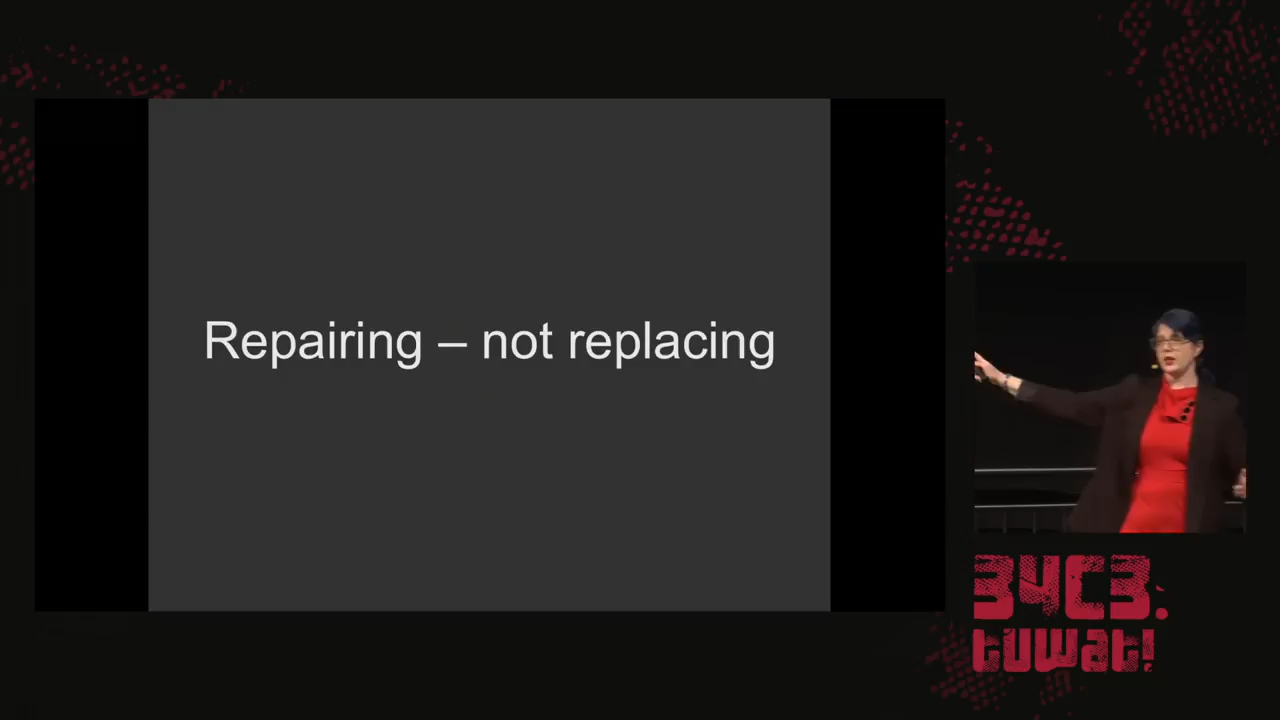 Repairing – not replacing
34C3.
tuwat!